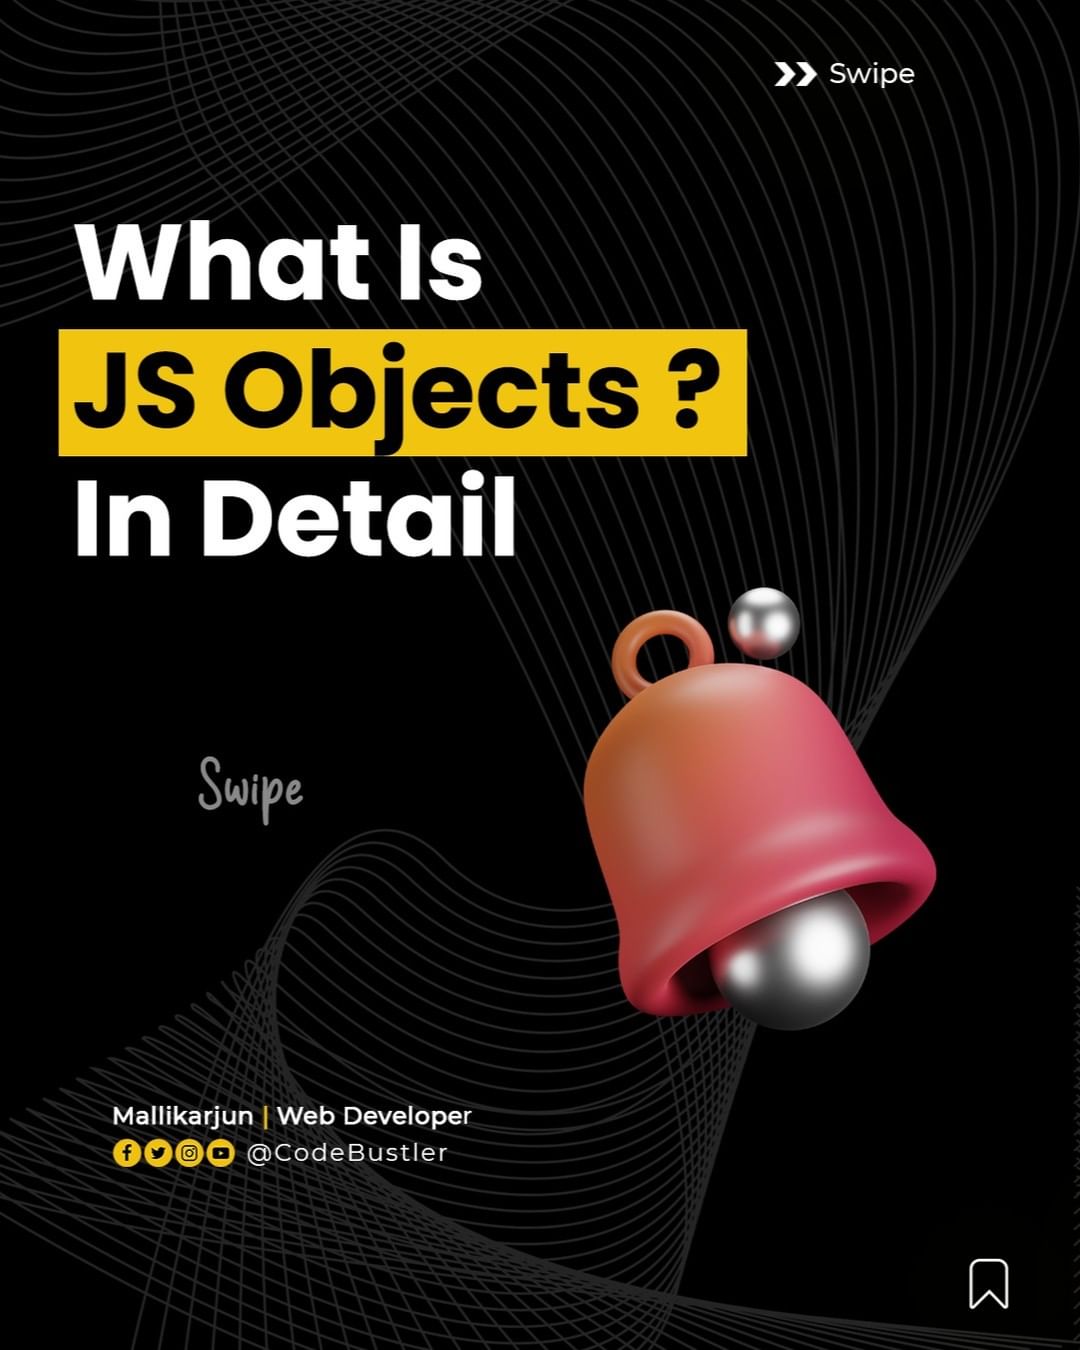 Swipe
What Is
JS Objects ?
In Detail
Swipe
Mallikarjun | Web Developer
@CodeBustler